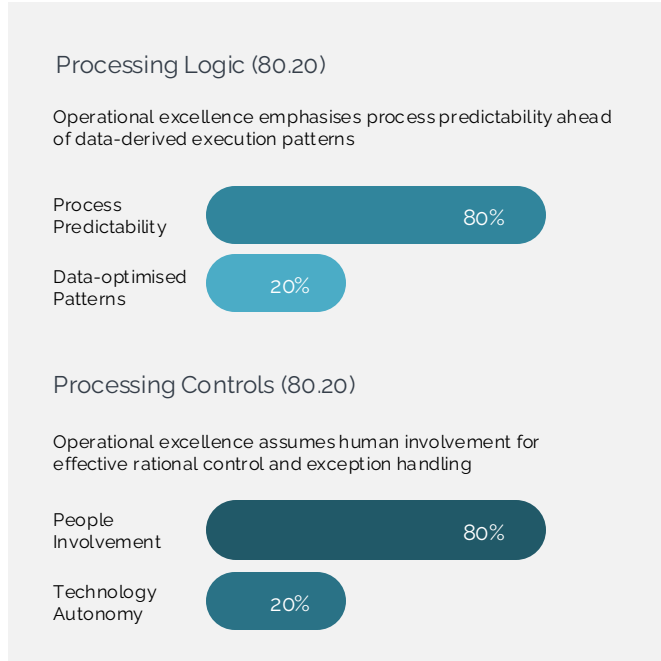 Processing Logic (80.20)
Operational excellence emphasises process predictability ahead
of data-derived execution patterns
Process
Predictability
80%
Data-optimised
Patterns
20%
Processing Controls (80.20)
Operational excellence assumes human involvement for
effective rational control and exception handling
People
Involvement
80%
Technology
Autonomy
20%